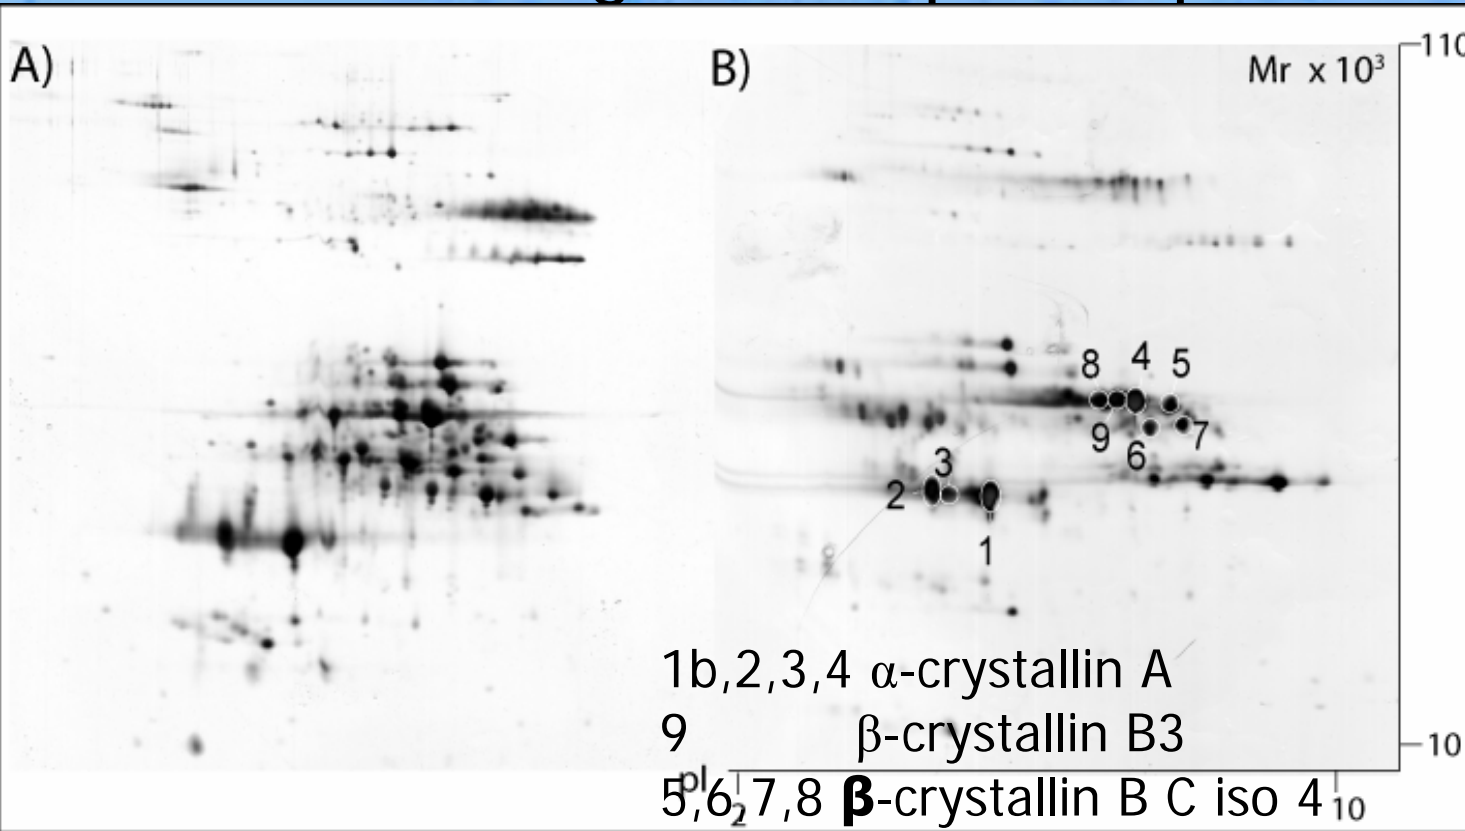 A)
B)
Mr x 10³
110
8 4 5
9 6 7
3
2
1
1b,2,3,4 α-crystallin A
9 β-crystallin B3
10
pI
5,6,7,8 β-crystallin B C iso 4
2
10